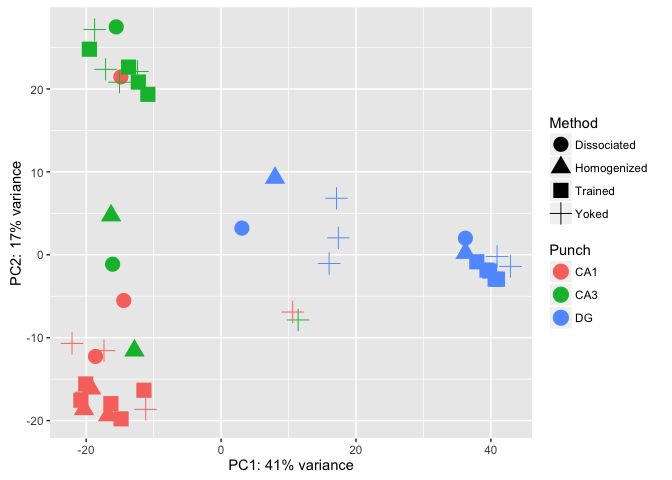 20
10
0
-10
-20
-20
0
20
40
PC1: 41% variance
PC2: 17% variance
Method
Dissociated
Homogenized
Trained
Yoked
Punch
CA1
CA3
DG